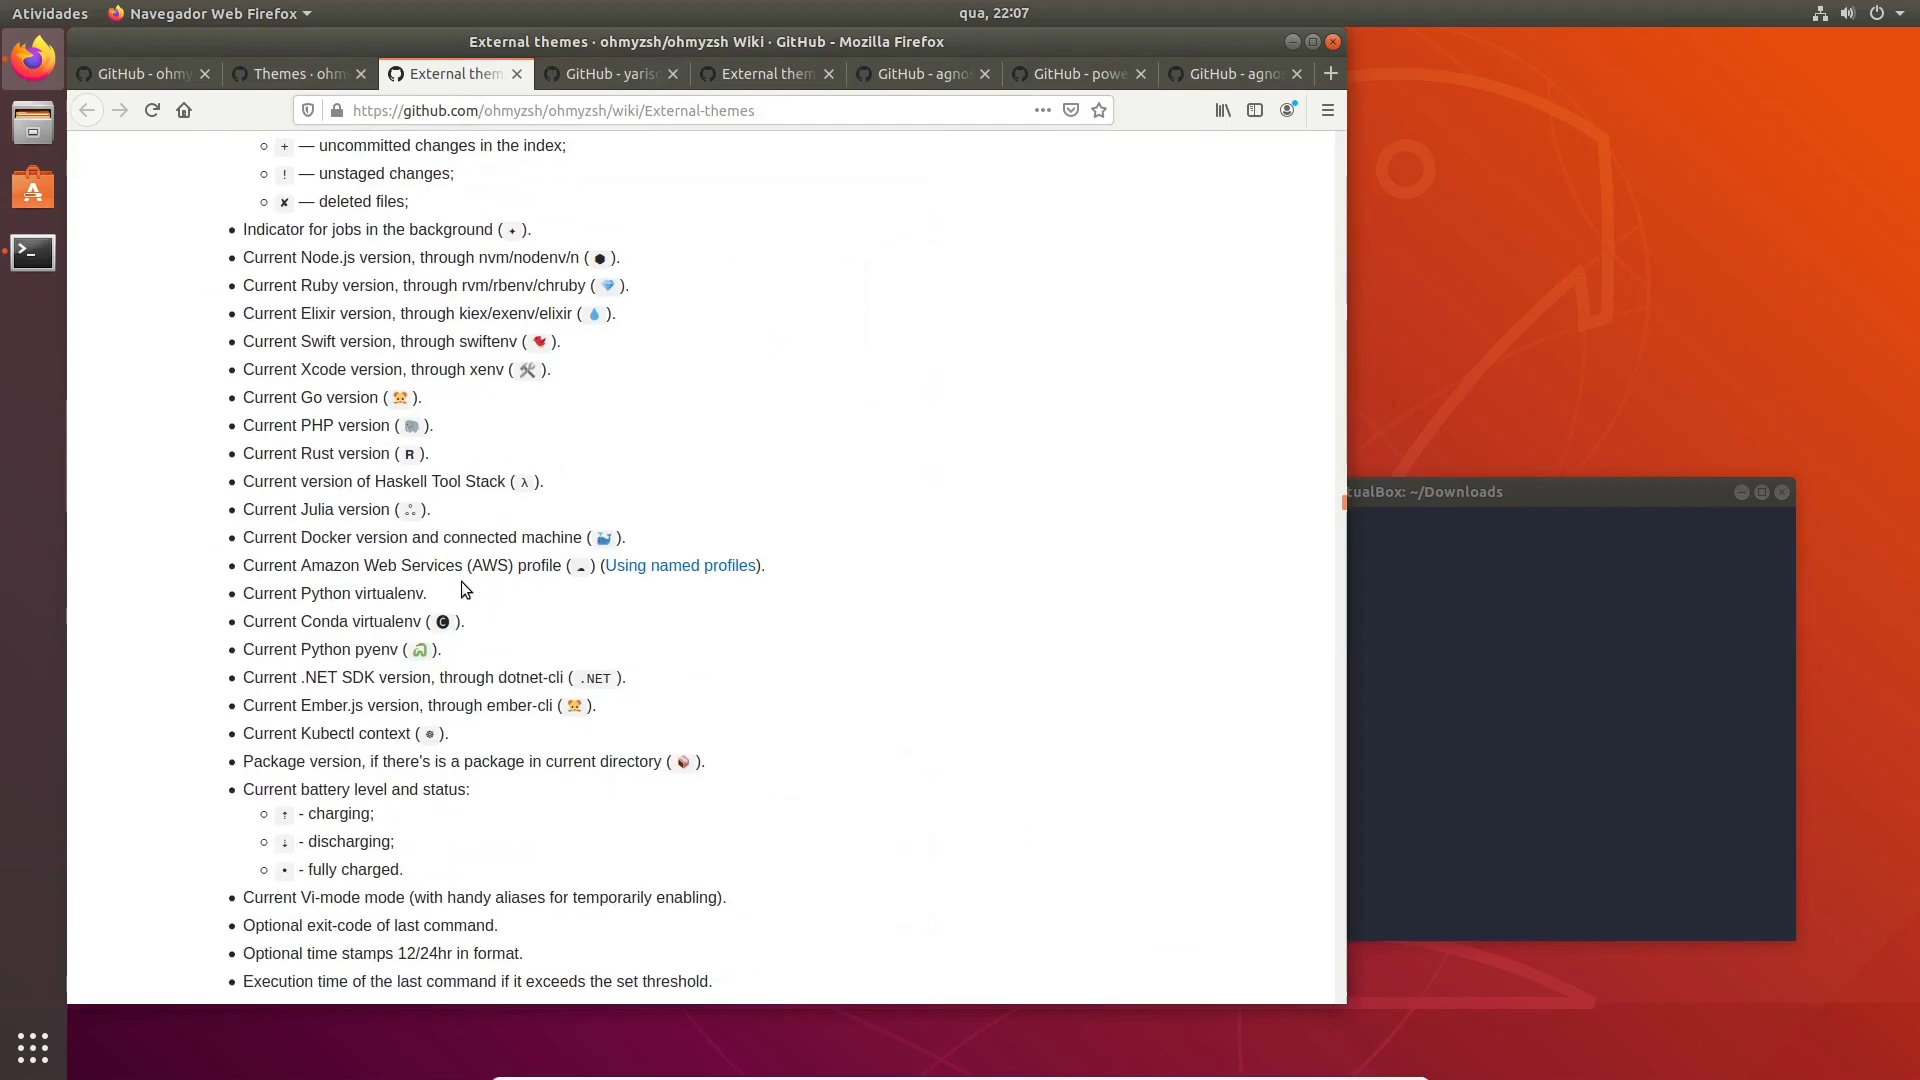 Atividades Navegador Web Firefox qua, 22:07
External themes · ohmyzsh/ohmyzsh Wiki · GitHub - Mozilla Firefox
GitHub - ohmy Themes · ohm External them GitHub - yariso External them GitHub - agnos GitHub - powe GitHub - agnos
https://github.com/ohmyzsh/ohmyzsh/wiki/External-themes
+ — uncommitted changes in the index;
! — unstaged changes;
✘ — deleted files;
Indicator for jobs in the background ( ✦ ).
Current Node.js version, through nvm/nodenv/n ( ⬢ ).
Current Ruby version, through rvm/rbenv/chruby ( 💎 ).
Current Elixir version, through kiex/exenv/elixir ( 💧 ).
Current Swift version, through swiftenv ( 🐦 ).
Current Xcode version, through xenv ( 🛠 ).
Current Go version ( 🐹 ).
Current PHP version ( 🐘 ).
Current Rust version ( R ).
Current version of Haskell Tool Stack ( λ ).
Current Julia version ( ஃ ).
Current Docker version and connected machine ( 🐳 ).
Current Amazon Web Services (AWS) profile ( ☁ ) (Using named profiles).
Current Python virtualenv.
Current Conda virtualenv ( 🅒 ).
Current Python pyenv ( 🐍 ).
Current .NET SDK version, through dotnet-cli ( .NET ).
Current Ember.js version, through ember-cli ( 🐹 ).
Current Kubectl context ( ☸ ).
Package version, if there's is a package in current directory ( 📦 ).
Current battery level and status:
⇡ - charging;
⇣ - discharging;
• - fully charged.
Current Vi-mode mode (with handy aliases for temporarily enabling).
Optional exit-code of last command.
Optional time stamps 12/24hr in format.
Execution time of the last command if it exceeds the set threshold.
tualBox: ~/Downloads